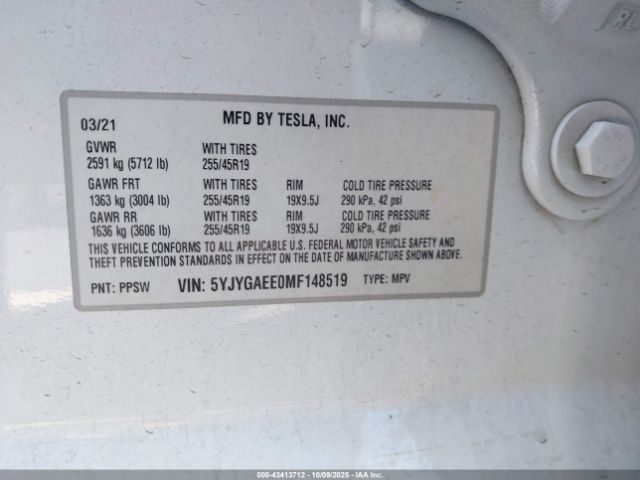 03/21 MFD BY TESLA, INC.
GVWR WITH TIRES
2591 kg (5712 lb) 255/45R19
GAWR FRT WITH TIRES RIM COLD TIRE PRESSURE
1363 kg (3004 lb) 255/45R19 19X9.5J 290 kPa, 42 psi
GAWR RR WITH TIRES RIM COLD TIRE PRESSURE
1636 kg (3606 lb) 255/45R19 19X9.5J 290 kPa, 42 psi
THIS VEHICLE CONFORMS TO ALL APPLICABLE U.S. FEDERAL MOTOR VEHICLE SAFETY AND
THEFT PREVENTION STANDARDS IN EFFECT ON THE DATE OF MANUFACTURE SHOWN ABOVE.
PNT: PPSW VIN: 5YJYGAEE0MF148519 TYPE: MPV
000-43413712 - 10/09/2025 - IAA Inc.